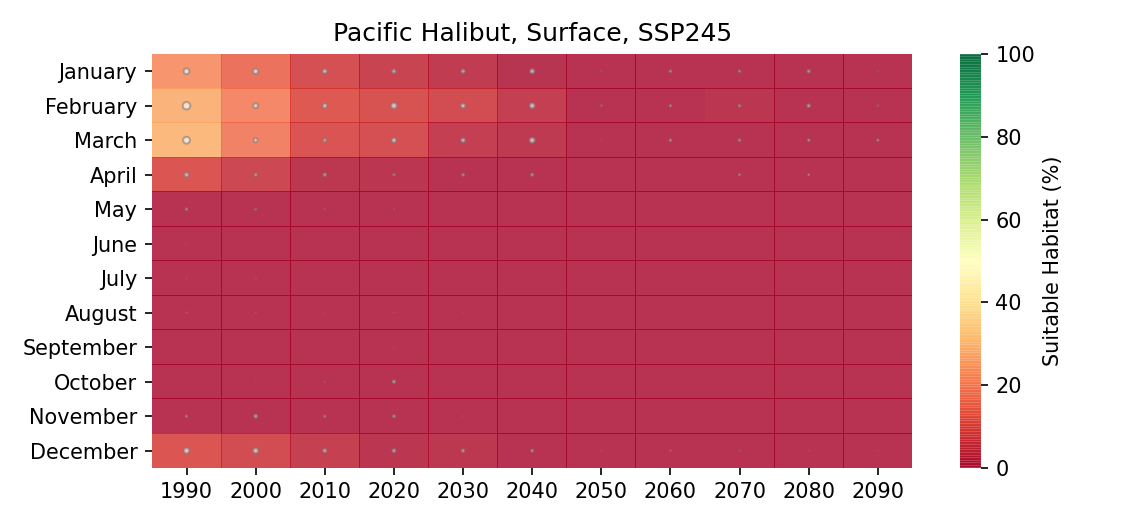 Pacific Halibut, Surface, SSP245
January
February
March
April
May
June
July
August
September
October
November
December
1990 2000 2010 2020 2030 2040 2050 2060 2070 2080 2090
100
80
60
40
20
0
Suitable Habitat (%)